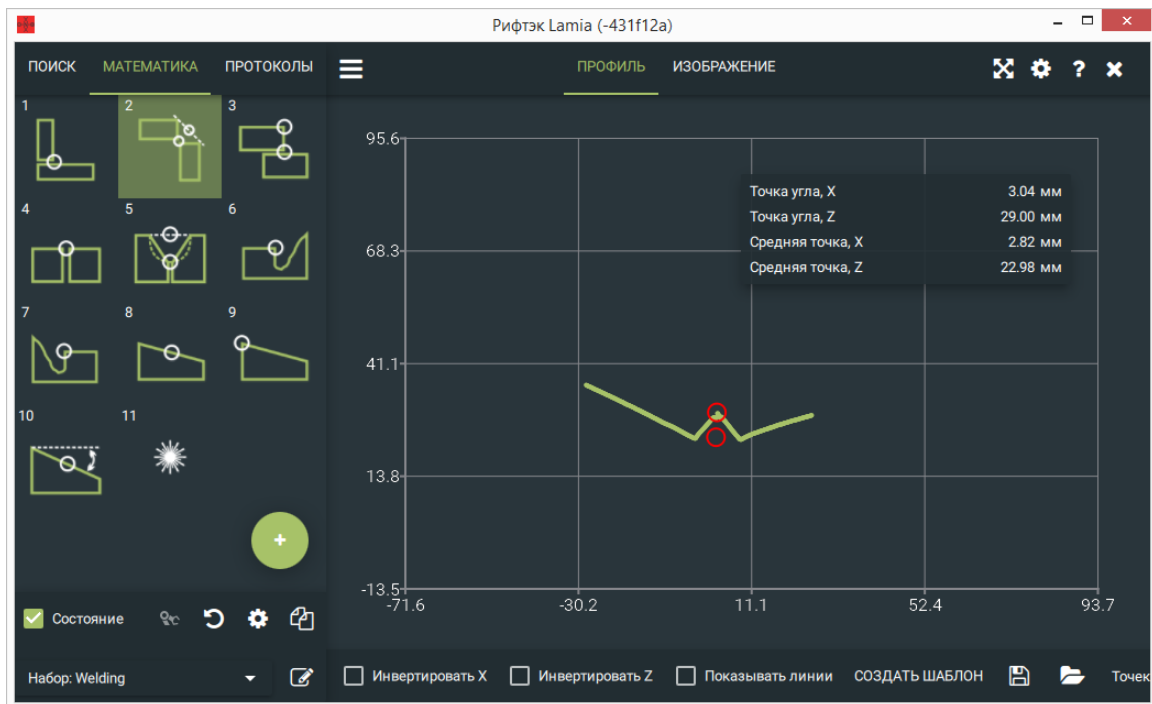 Рифтэк Lamia (-431f12a)
ПОИСК МАТЕМАТИКА ПРОТОКОЛЫ ПРОФИЛЬ ИЗОБРАЖЕНИЕ
1 2 3
4 5 6
7 8 9
10 11
95.6
68.3
41.1
13.8
-13.5
-71.6 -30.2 11.1 52.4 93.7
Точка угла, X 3.04 мм
Точка угла, Z 29.00 мм
Средняя точка, X 2.82 мм
Средняя точка, Z 22.98 мм
Состояние
Набор: Welding
Инвертировать X Инвертировать Z Показывать линии СОЗДАТЬ ШАБЛОН Точек